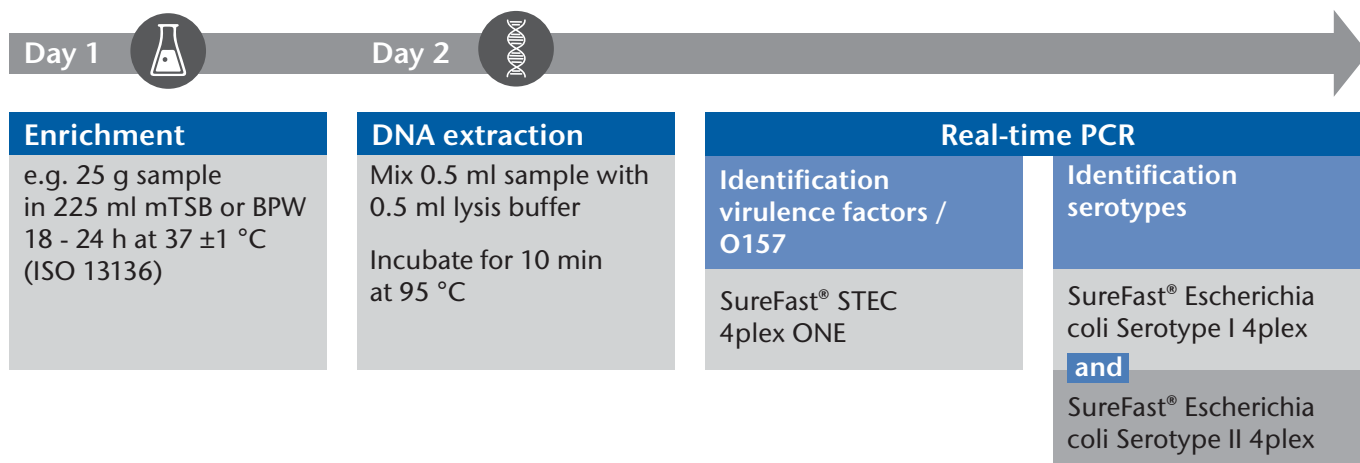 Day 1
Day 2
Enrichment
e.g. 25 g sample
in 225 ml mTSB or BPW
18 - 24 h at 37 ±1 °C
(ISO 13136)
DNA extraction
Mix 0.5 ml sample with
0.5 ml lysis buffer
Incubate for 10 min
at 95 °C
Real-time PCR
Identification
virulence factors /
O157
SureFast® STEC
4plex ONE
Identification
serotypes
SureFast® Escherichia
coli Serotype I 4plex
and
SureFast® Escherichia
coli Serotype II 4plex